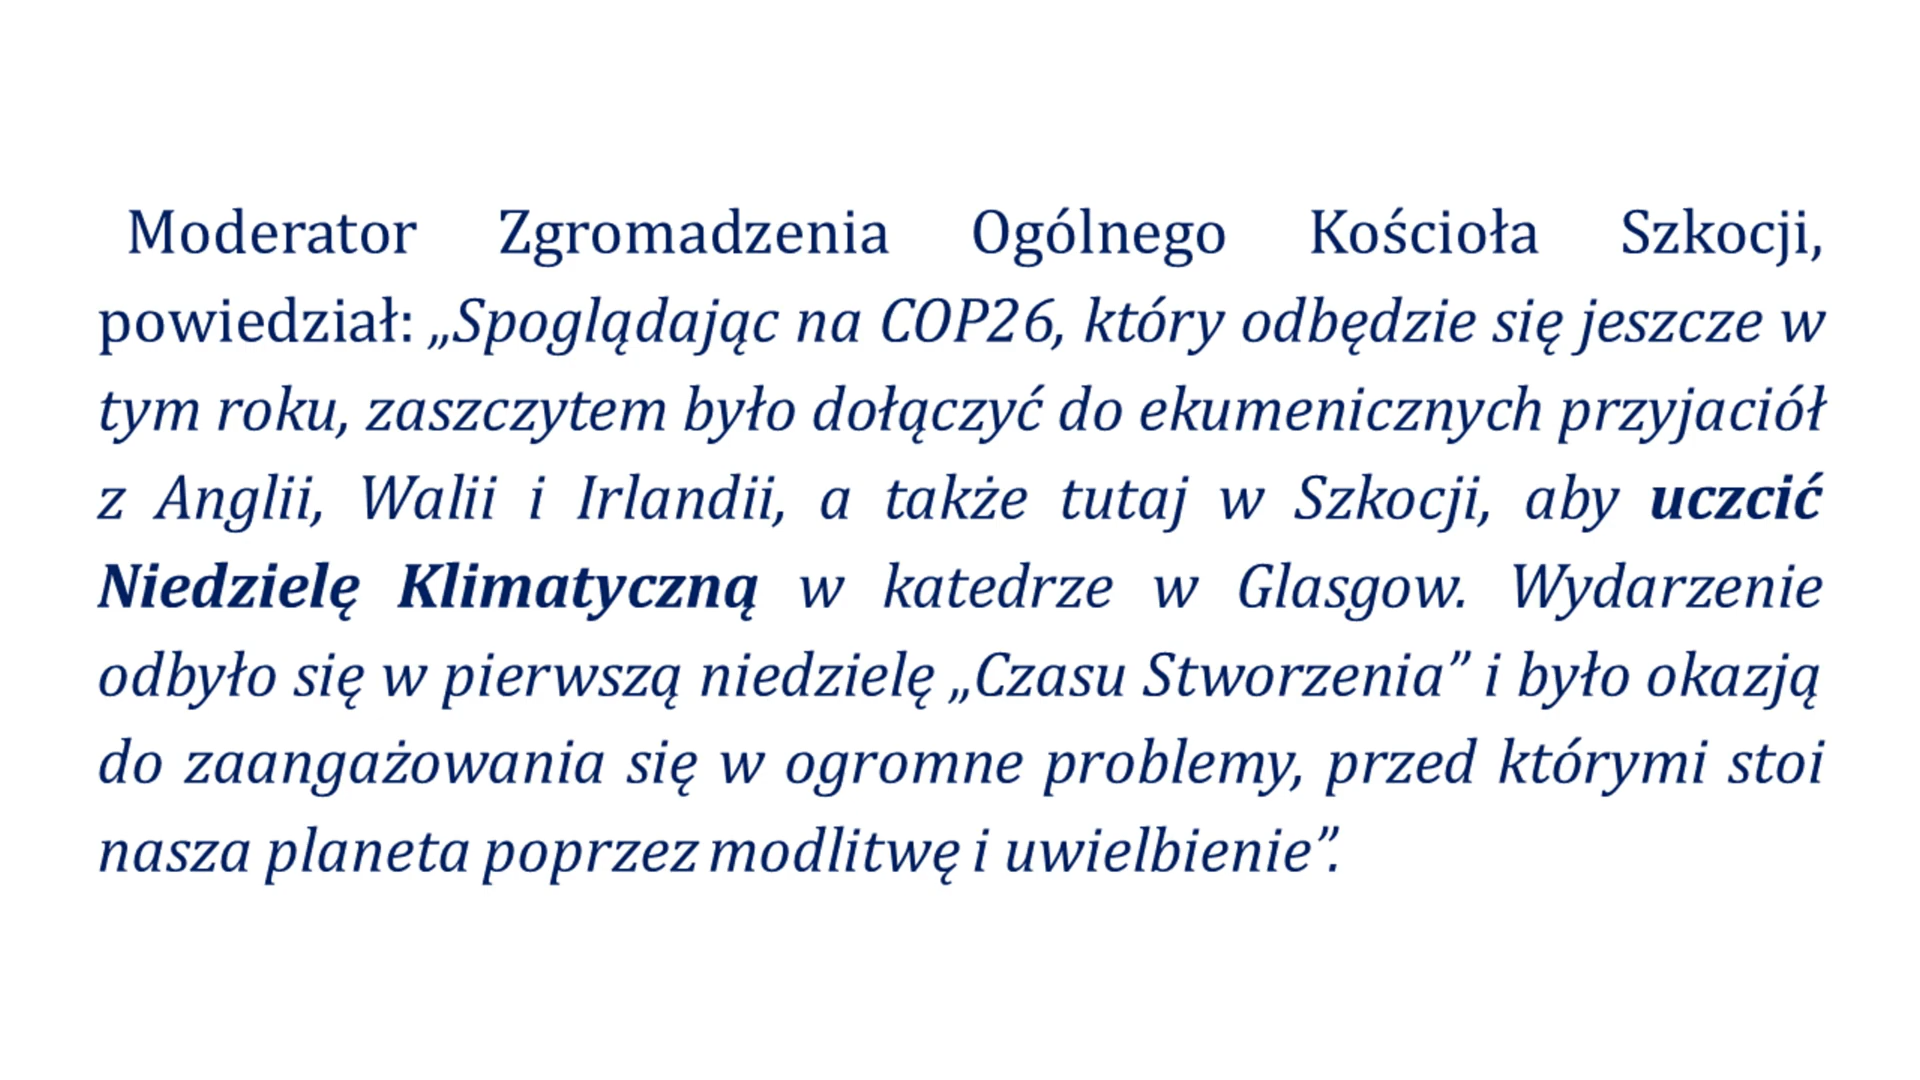 Moderator Zgromadzenia Ogólnego Kościoła Szkocji,
powiedział: „Spoglądając na COP26, który odbędzie się jeszcze w
tym roku, zaszczytem było dołączyć do ekumenicznych przyjaciół
z Anglii, Walii i Irlandii, a także tutaj w Szkocji, aby uczcić
Niedzielę Klimatyczną w katedrze w Glasgow. Wydarzenie
odbyło się w pierwszą niedzielę „Czasu Stworzenia” i było okazją
do zaangażowania się w ogromne problemy, przed którymi stoi
nasza planeta poprzez modlitwę i uwielbienie”.